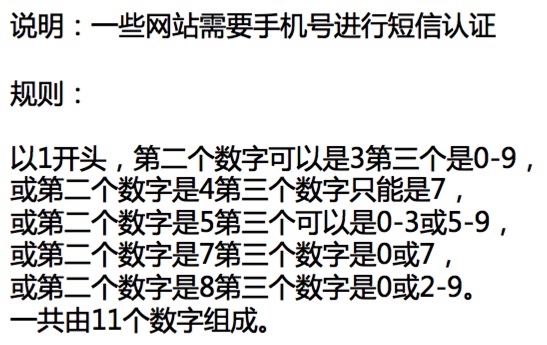 说明：一些网站需要手机号进行短信认证
规则：
以1开头，第二个数字可以是3第三个是0-9，
或第二个数字是4第三个数字只能是7，
或第二个数字是5第三个可以是0-3或5-9，
或第二个数字是7第三个数字是0或7，
或第二个数字是8第三个数字是0或2-9。
一共由11个数字组成。